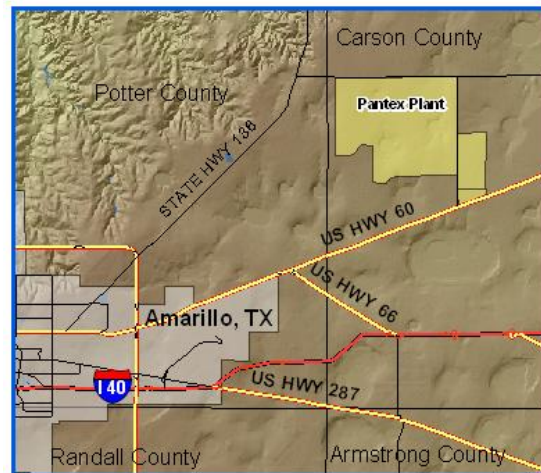 Carson County
Potter County
Pantex Plant
STATE HWY 136
US HWY 60
US HWY 66
Amarillo, TX
I 40
US HWY 287
Randall County
Armstrong County